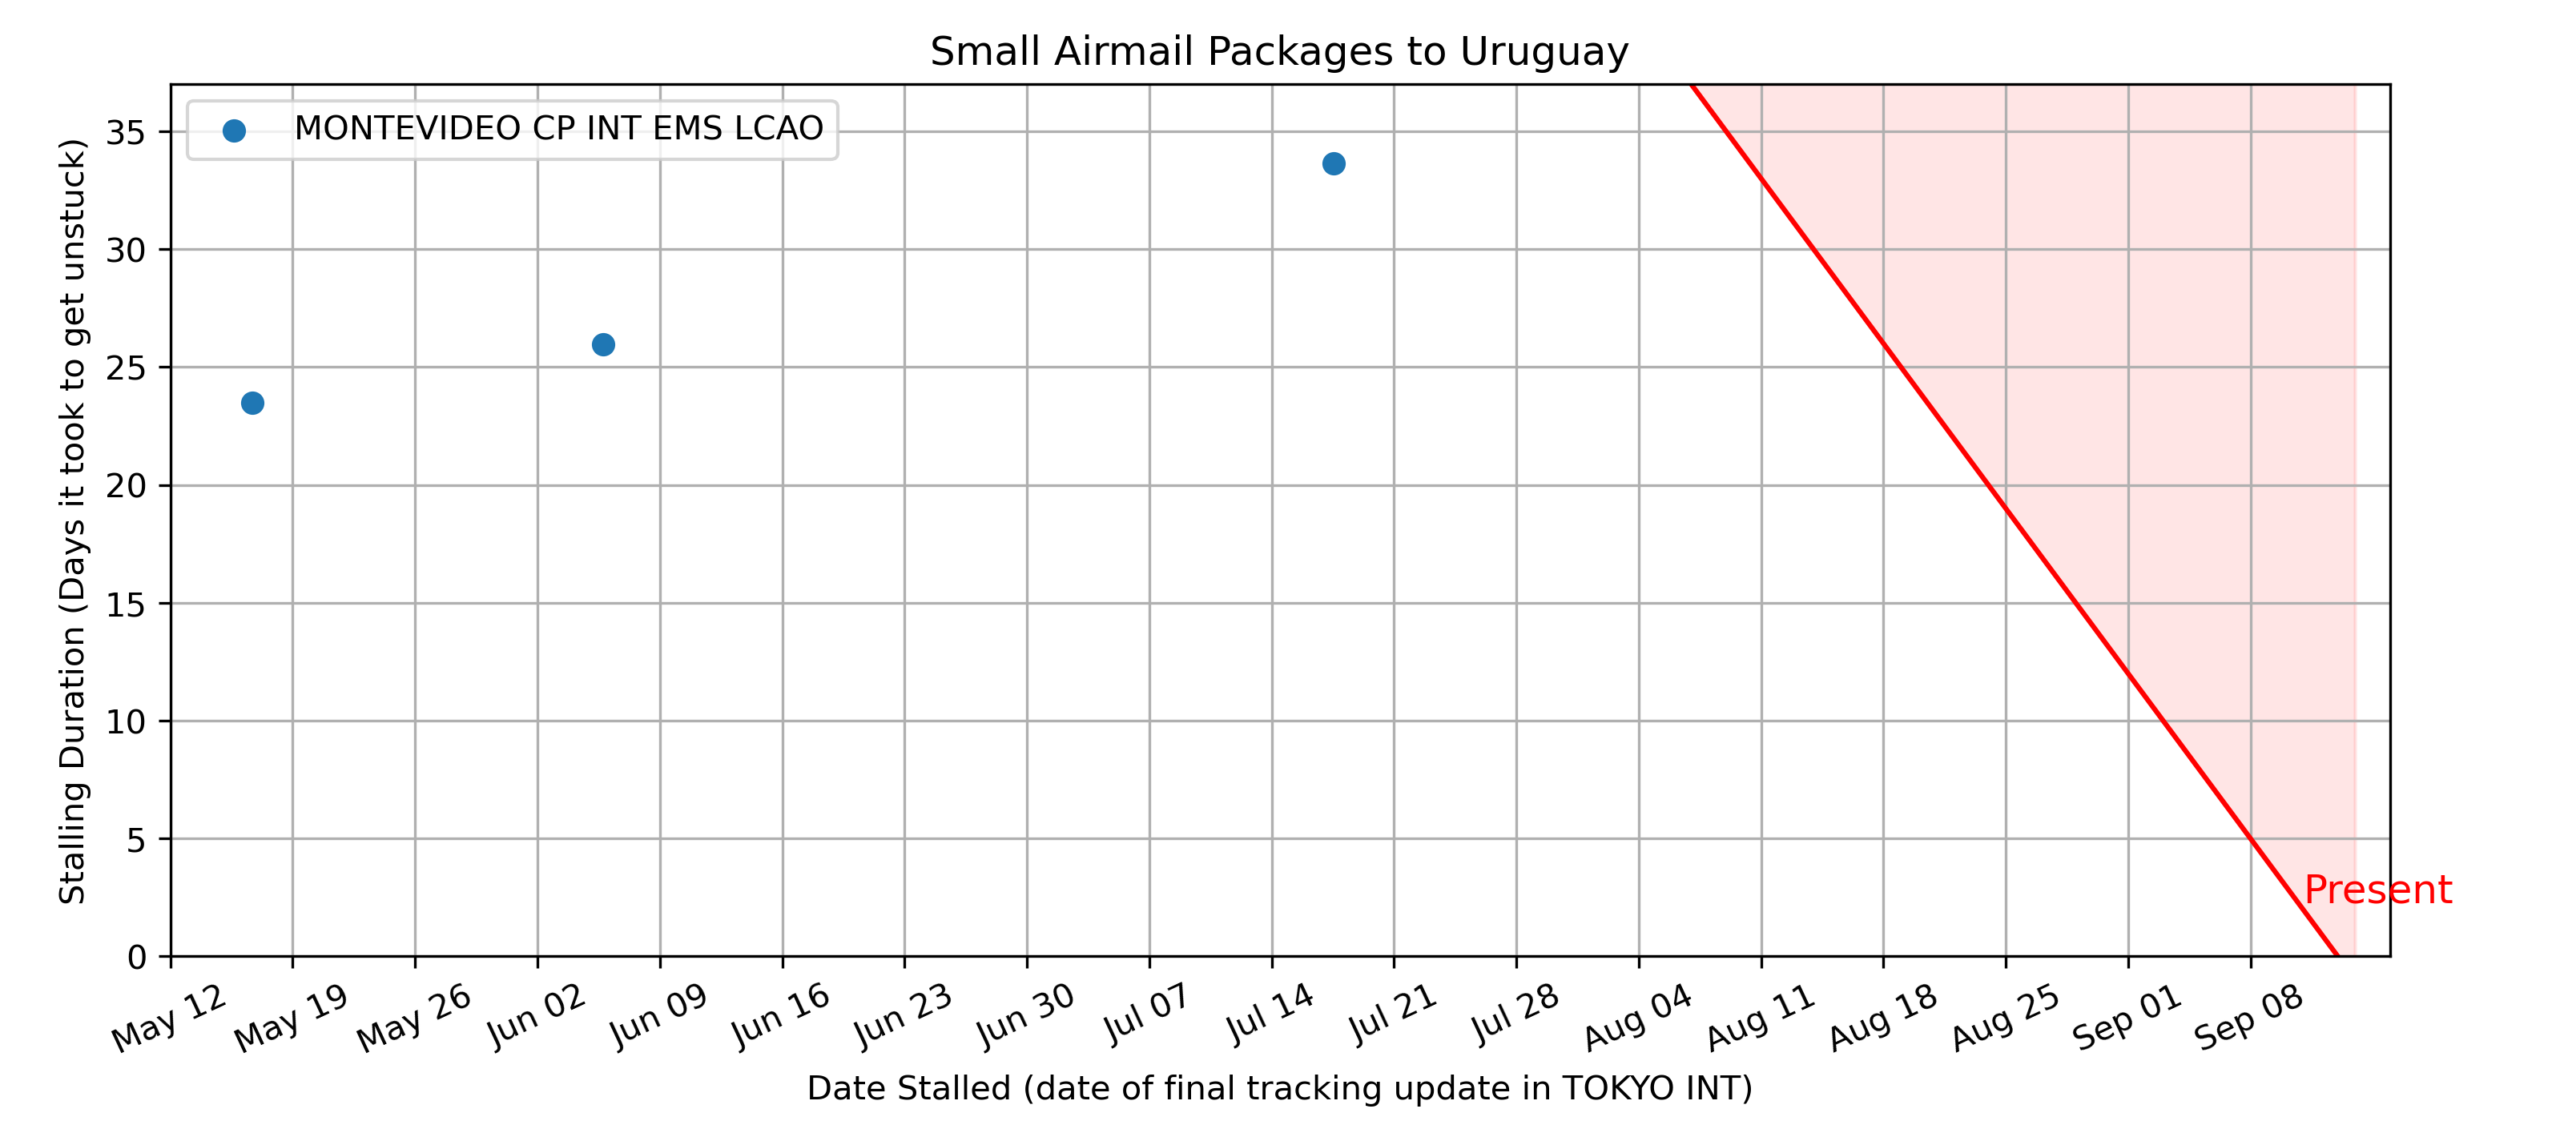 Small Airmail Packages to Uruguay
MONTEVIDEO CP INT EMS LCAO
Stalling Duration (Days it took to get unstuck)
35
30
25
20
15
10
5
0
Present
May 12
May 19
May 26
Jun 02
Jun 09
Jun 16
Jun 23
Jun 30
Jul 07
Jul 14
Jul 21
Jul 28
Aug 04
Aug 11
Aug 18
Aug 25
Sep 01
Sep 08
Date Stalled (date of final tracking update in TOKYO INT)